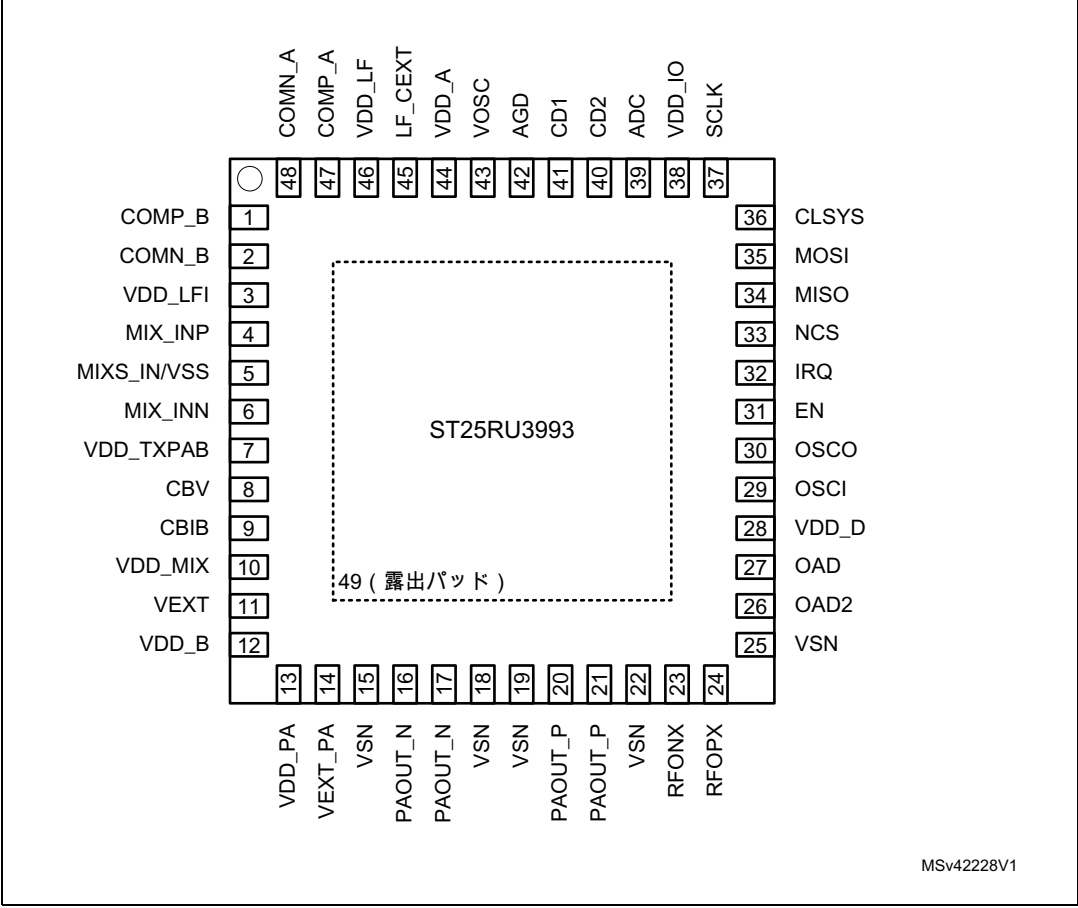 COMN_A
COMP_A
VDD_LF
LF_CEXT
VDD_A
VOSC
AGD
CD1
CD2
ADC
VDD_IO
SCLK
48
47
46
45
44
43
42
41
40
39
38
37
COMP_B 1
COMN_B 2
VDD_LFI 3
MIX_INP 4
MIXS_IN/VSS 5
MIX_INN 6
VDD_TXPAB 7
CBV 8
CBIB 9
VDD_MIX 10
VEXT 11
VDD_B 12
ST25RU3993
49 ( 露出パッド )
36 CLSYS
35 MOSI
34 MISO
33 NCS
32 IRQ
31 EN
30 OSCO
29 OSCI
28 VDD_D
27 OAD
26 OAD2
25 VSN
13
14
15
16
17
18
19
20
21
22
23
24
VDD_PA
VEXT_PA
VSN
PAOUT_N
PAOUT_N
VSN
VSN
PAOUT_P
PAOUT_P
VSN
RFONX
RFOPX
MSv42228V1